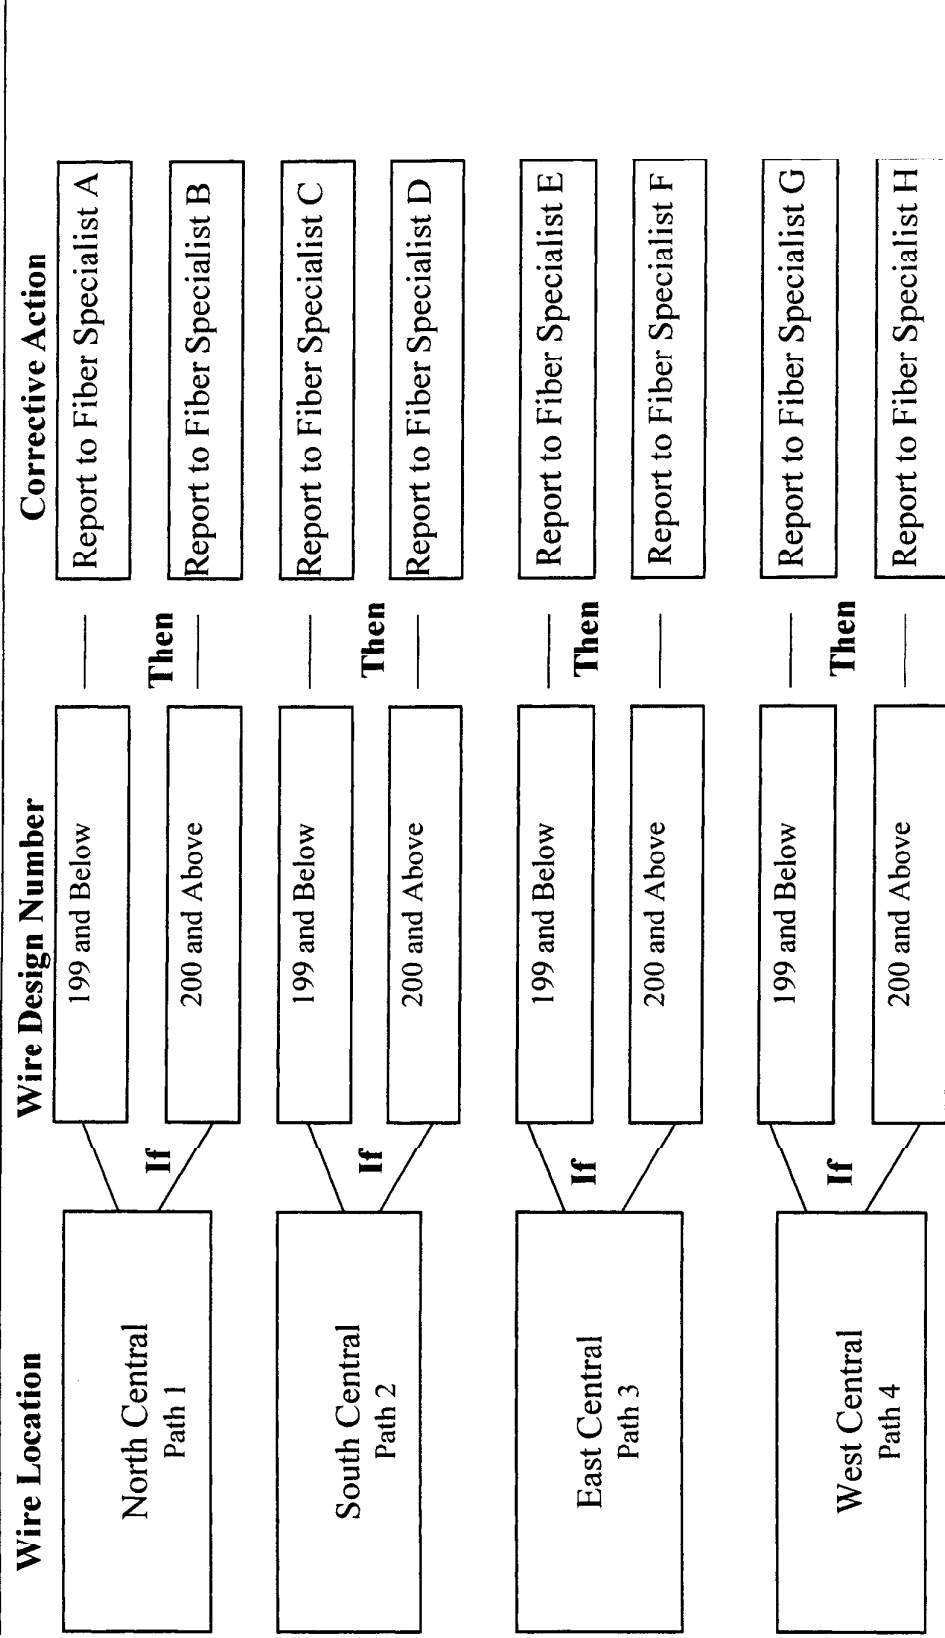 Wire Location
Wire Design Number
Corrective Action
North Central
Path 1
If
199 and Below
200 and Above
Then
Report to Fiber Specialist A
Report to Fiber Specialist B
South Central
Path 2
If
199 and Below
200 and Above
Then
Report to Fiber Specialist C
Report to Fiber Specialist D
East Central
Path 3
If
199 and Below
200 and Above
Then
Report to Fiber Specialist E
Report to Fiber Specialist F
West Central
Path 4
If
199 and Below
200 and Above
Then
Report to Fiber Specialist G
Report to Fiber Specialist H